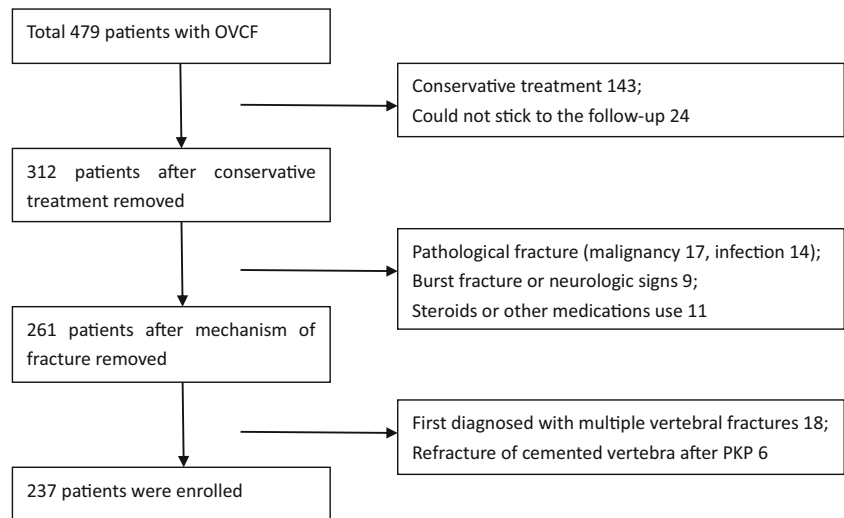 Total 479 patients with OVCF
Conservative treatment 143;
Could not stick to the follow-up 24
312 patients after conservative
treatment removed
Pathological fracture (malignancy 17, infection 14);
Burst fracture or neurologic signs 9;
Steroids or other medications use 11
261 patients after mechanism of
fracture removed
First diagnosed with multiple vertebral fractures 18;
Refracture of cemented vertebra after PKP 6
237 patients were enrolled